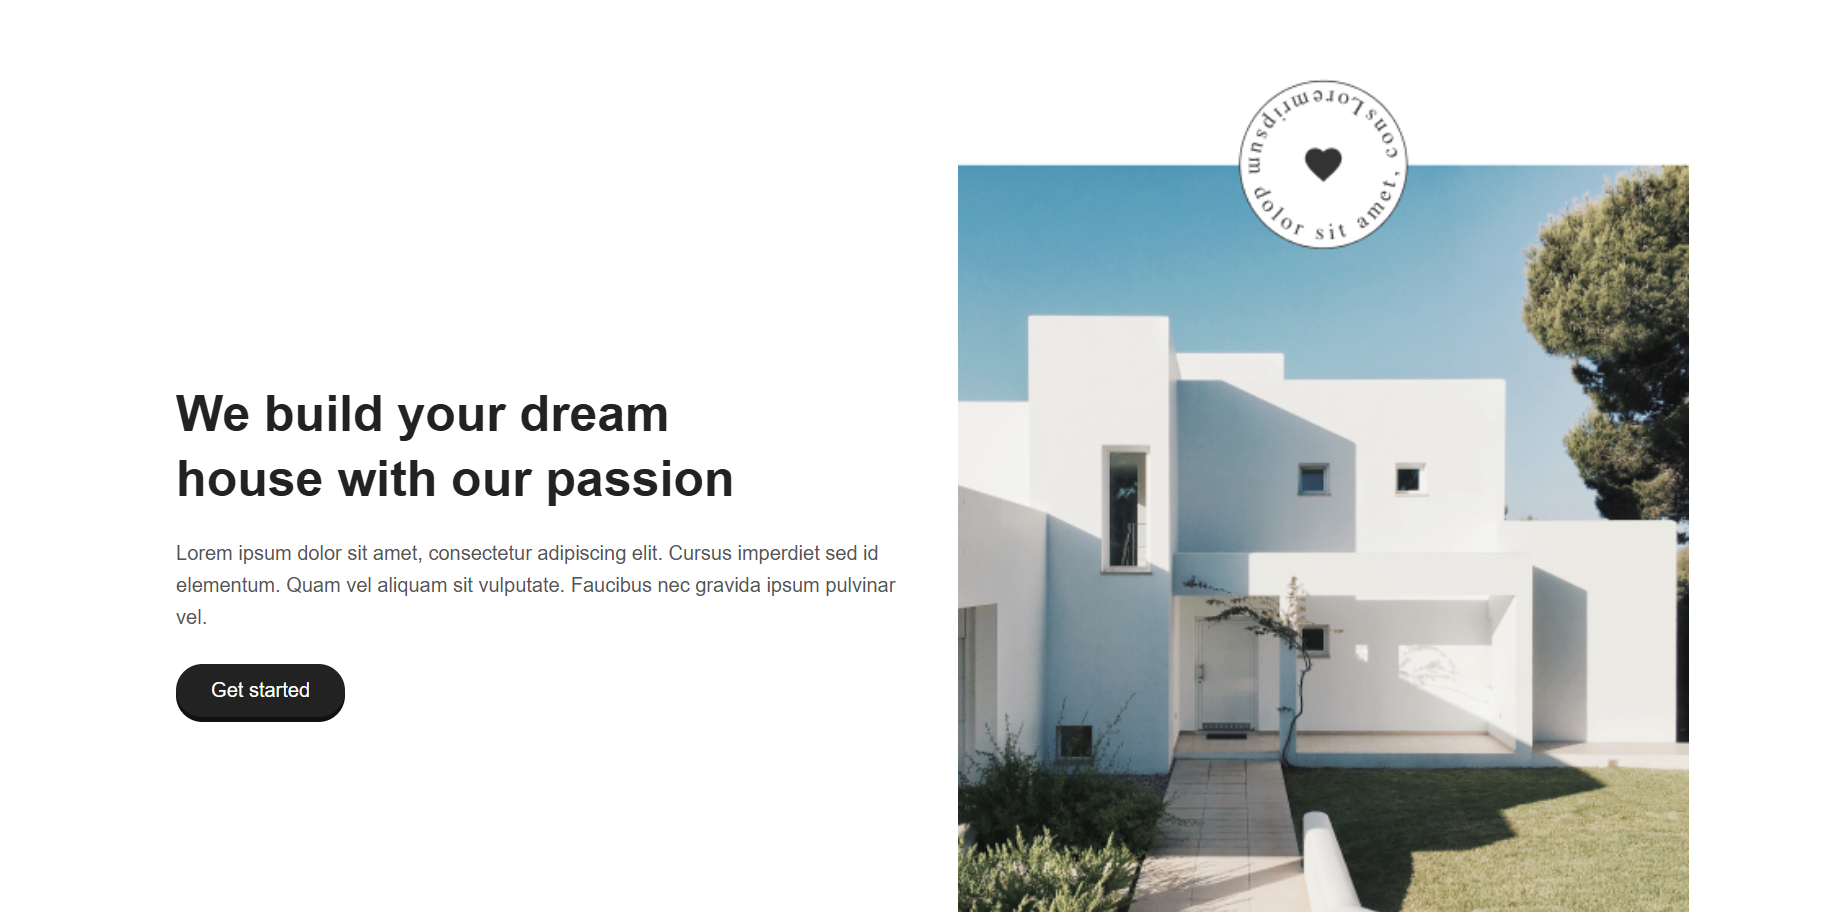 We build your dream
house with our passion
Lorem ipsum dolor sit amet, consectetur adipiscing elit. Cursus imperdiet sed id
elementum. Quam vel aliquam sit vulputate. Faucibus nec gravida ipsum pulvinar
vel.
Get started
Loremripsum dolor sit amet, cons